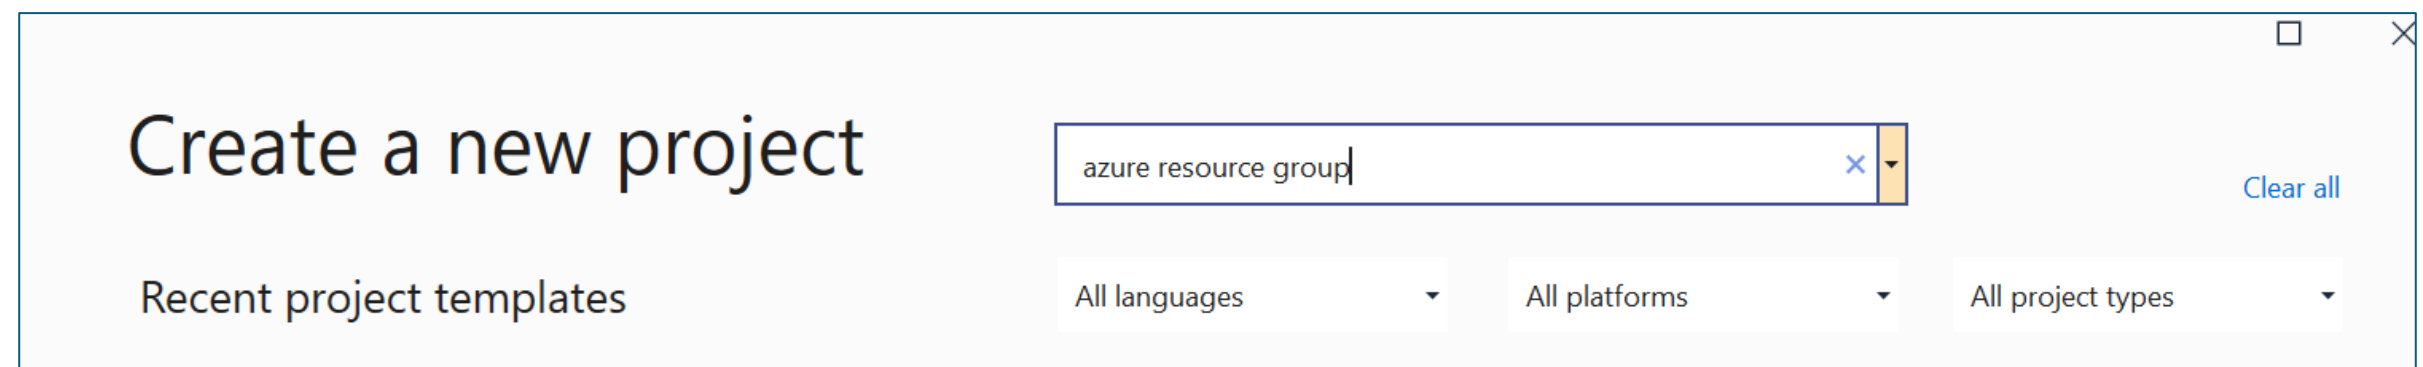 Create a new project
azure resource group
Clear all
Recent project templates
All languages
All platforms
All project types